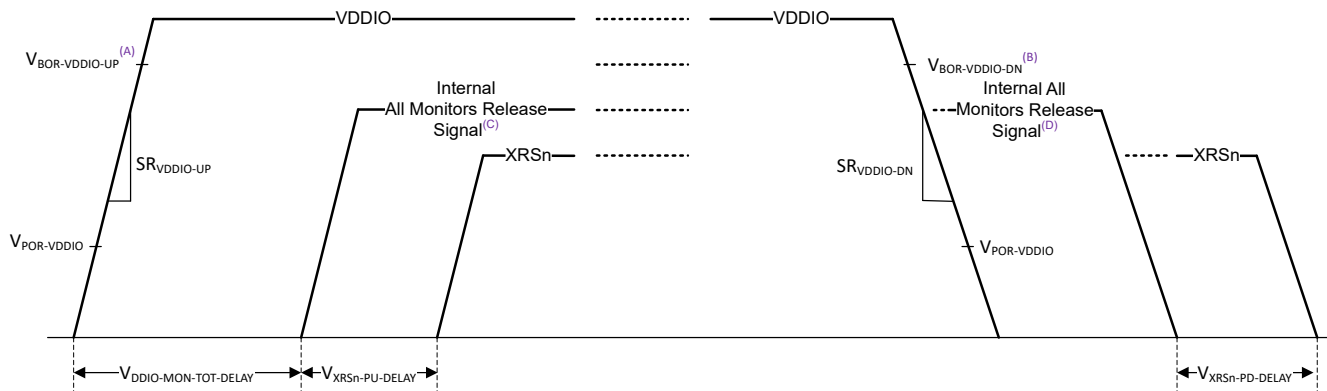 VDDIO
VDDIO
VBOR-VDDIO-UP(A)
VBOR-VDDIO-DN(B)
Internal
All Monitors Release
Signal(C)
Internal All
Monitors Release
Signal(D)
XRSn
XRSn
SRVDDIO-UP
SRVDDIO-DN
VPOR-VDDIO
VPOR-VDDIO
VDDIO-MON-TOT-DELAY
VXRSn-PU-DELAY
VXRSn-PD-DELAY